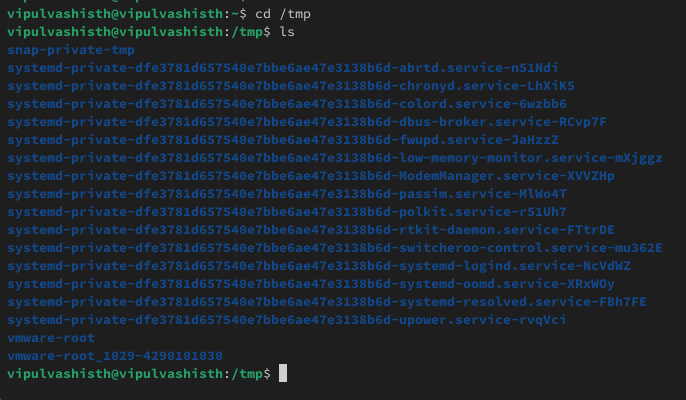 vipulvashisth@vipulvashisth:~$ cd /tmp
vipulvashisth@vipulvashisth:/tmp$ ls
snap-private-tmp
systemd-private-dfe3781d657540e7bbe6ae47e3138b6d-abrtd.service-n51Ndi
systemd-private-dfe3781d657540e7bbe6ae47e3138b6d-chronyd.service-LhXiK5
systemd-private-dfe3781d657540e7bbe6ae47e3138b6d-colord.service-6wzbb6
systemd-private-dfe3781d657540e7bbe6ae47e3138b6d-dbus-broker.service-RCvp7F
systemd-private-dfe3781d657540e7bbe6ae47e3138b6d-fwupd.service-JaHzzZ
systemd-private-dfe3781d657540e7bbe6ae47e3138b6d-low-memory-monitor.service-mXjggz
systemd-private-dfe3781d657540e7bbe6ae47e3138b6d-ModemManager.service-XVVZHp
systemd-private-dfe3781d657540e7bbe6ae47e3138b6d-passim.service-MlWo4T
systemd-private-dfe3781d657540e7bbe6ae47e3138b6d-polkit.service-r51Uh7
systemd-private-dfe3781d657540e7bbe6ae47e3138b6d-rtkit-daemon.service-FTtrDE
systemd-private-dfe3781d657540e7bbe6ae47e3138b6d-switcheroo-control.service-mu362E
systemd-private-dfe3781d657540e7bbe6ae47e3138b6d-systemd-logind.service-NcVdWZ
systemd-private-dfe3781d657540e7bbe6ae47e3138b6d-systemd-oomd.service-XRxWOy
systemd-private-dfe3781d657540e7bbe6ae47e3138b6d-systemd-resolved.service-FBh7FE
systemd-private-dfe3781d657540e7bbe6ae47e3138b6d-upower.service-rvqVci
vmware-root
vmware-root_1029-4290101030
vipulvashisth@vipulvashisth:/tmp$